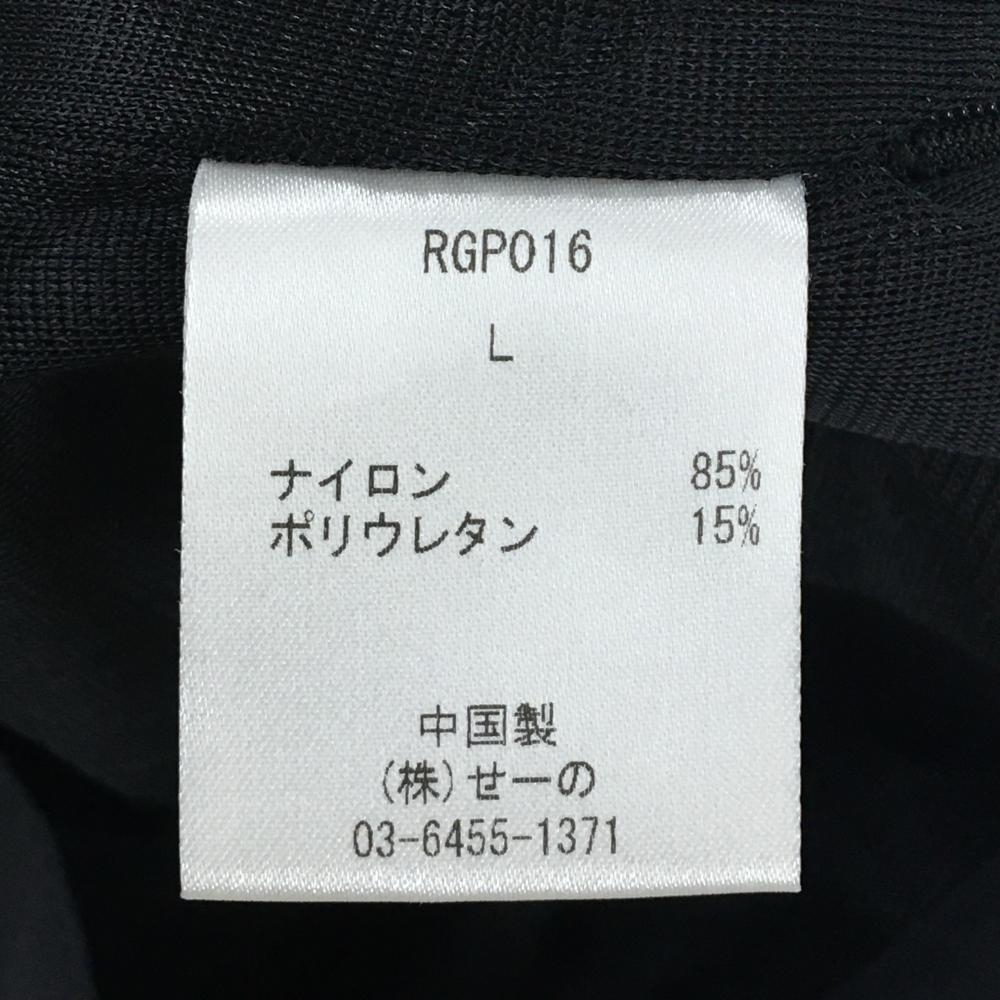 RGP016
L
ナイロン 85%
ポリウレタン 15%
中国製
(株)せーの
03-6455-1371